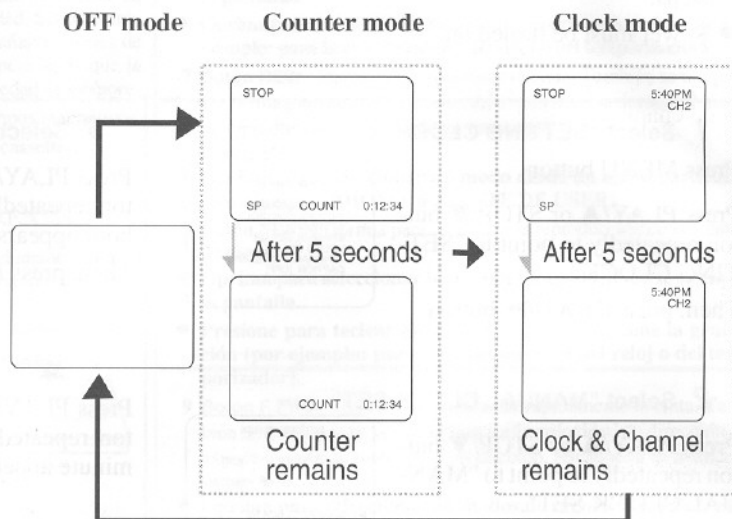 OFF mode
Counter mode
Clock mode
STOP
SP COUNT 0:12:34
After 5 seconds
COUNT 0:12:34
Counter
remains
STOP 5:40PM
CH2
SP
After 5 seconds
5:40PM
CH2
Clock & Channel
remains